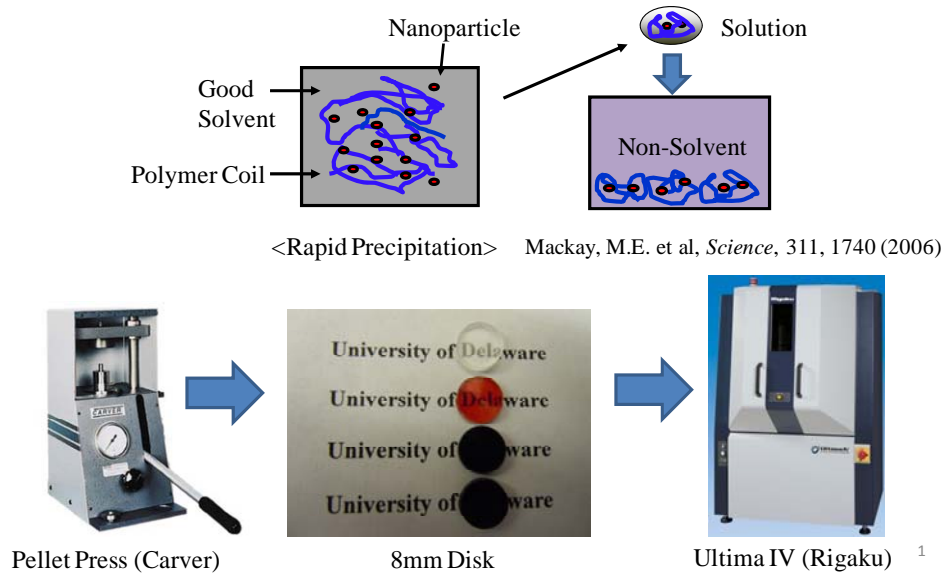 Nanoparticle
Solution
Good
Solvent
Non-Solvent
Polymer Coil
<Rapid Precipitation>
Mackay, M.E. et al, Science, 311, 1740 (2006)
University of Delaware
University of Delaware
University of ware
University of ware
CARVER
Rigaku
Pellet Press (Carver)
8mm Disk
Ultima IV (Rigaku)
1